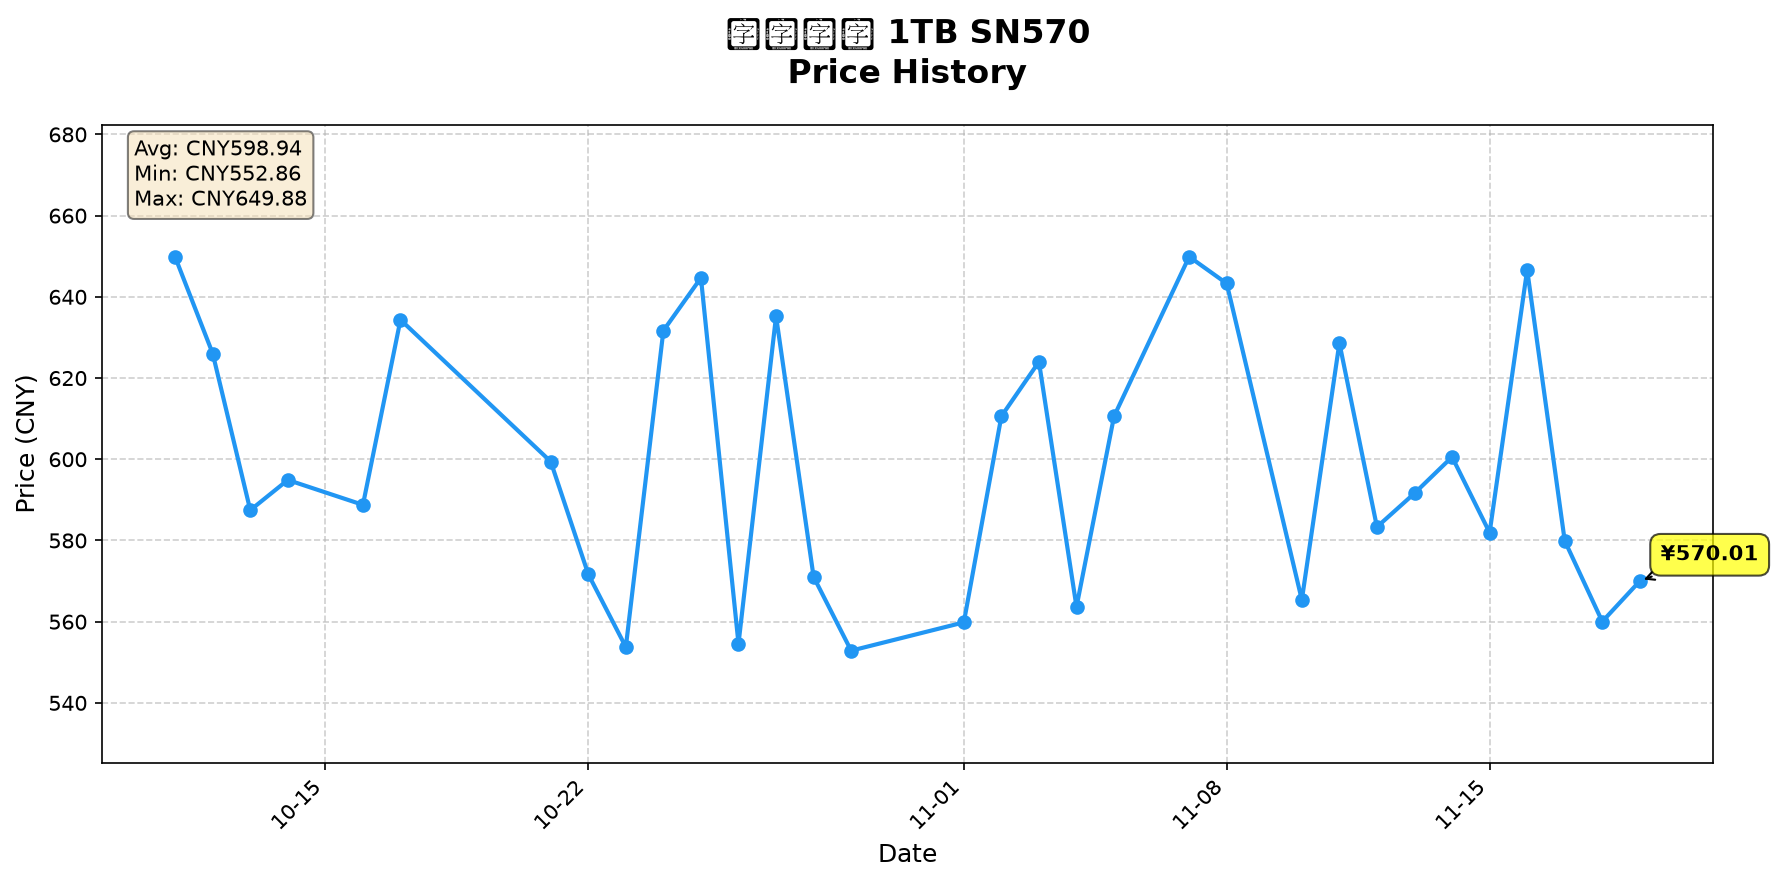 1TB SN570
Price History
Avg: CNY598.94
Min: CNY552.86
Max: CNY649.88
680
660
640
620
600
580
560
540
Price (CNY)
¥570.01
10-15
10-22
11-01
11-08
11-15
Date